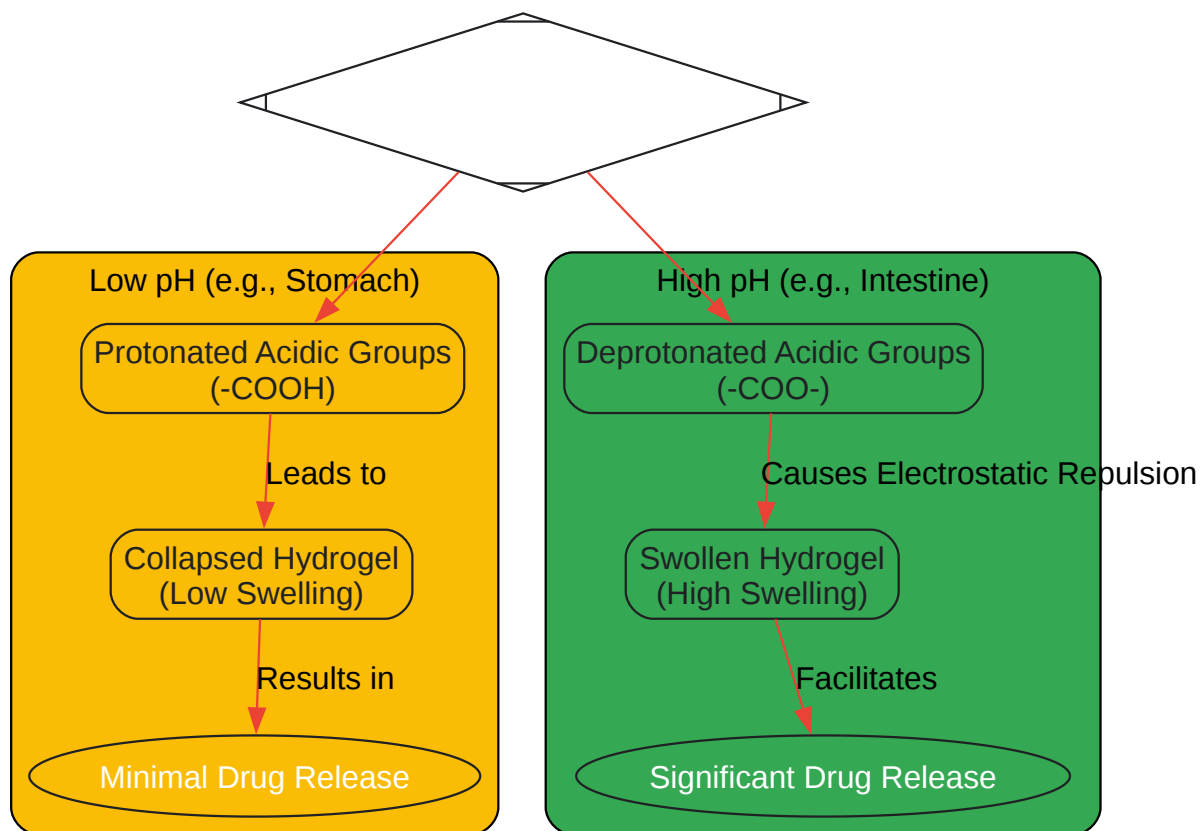 Low pH (e.g., Stomach)
Protonated Acidic Groups
(-COOH)
Leads to
Collapsed Hydrogel
(Low Swelling)
Results in
Minimal Drug Release
High pH (e.g., Intestine)
Deprotonated Acidic Groups
(-COO-)
Causes Electrostatic Repulsion
Swollen Hydrogel
(High Swelling)
Facilitates
Significant Drug Release